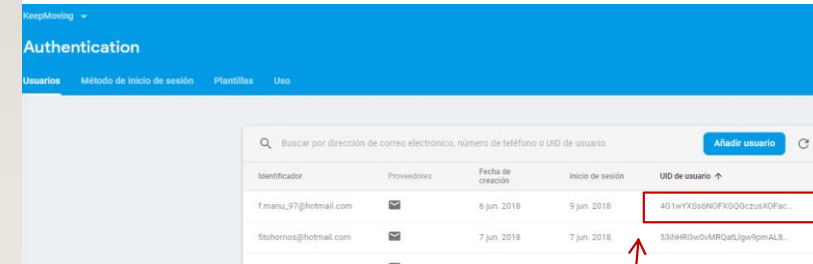 KeepMoving
Authentication
Usuarios Método de inicio de sesión Plantillas Uso
Buscar por dirección de correo electrónico, número de teléfono o UID de usuario Añadir usuario
Identificador Proveedores Fecha de creación Inicio de sesión UID de usuario ↑
f.manu_97@hotmail.com 6 jun. 2018 9 jun. 2018
fitohornos@hotmail.com 7 jun. 2018 7 jun. 2018